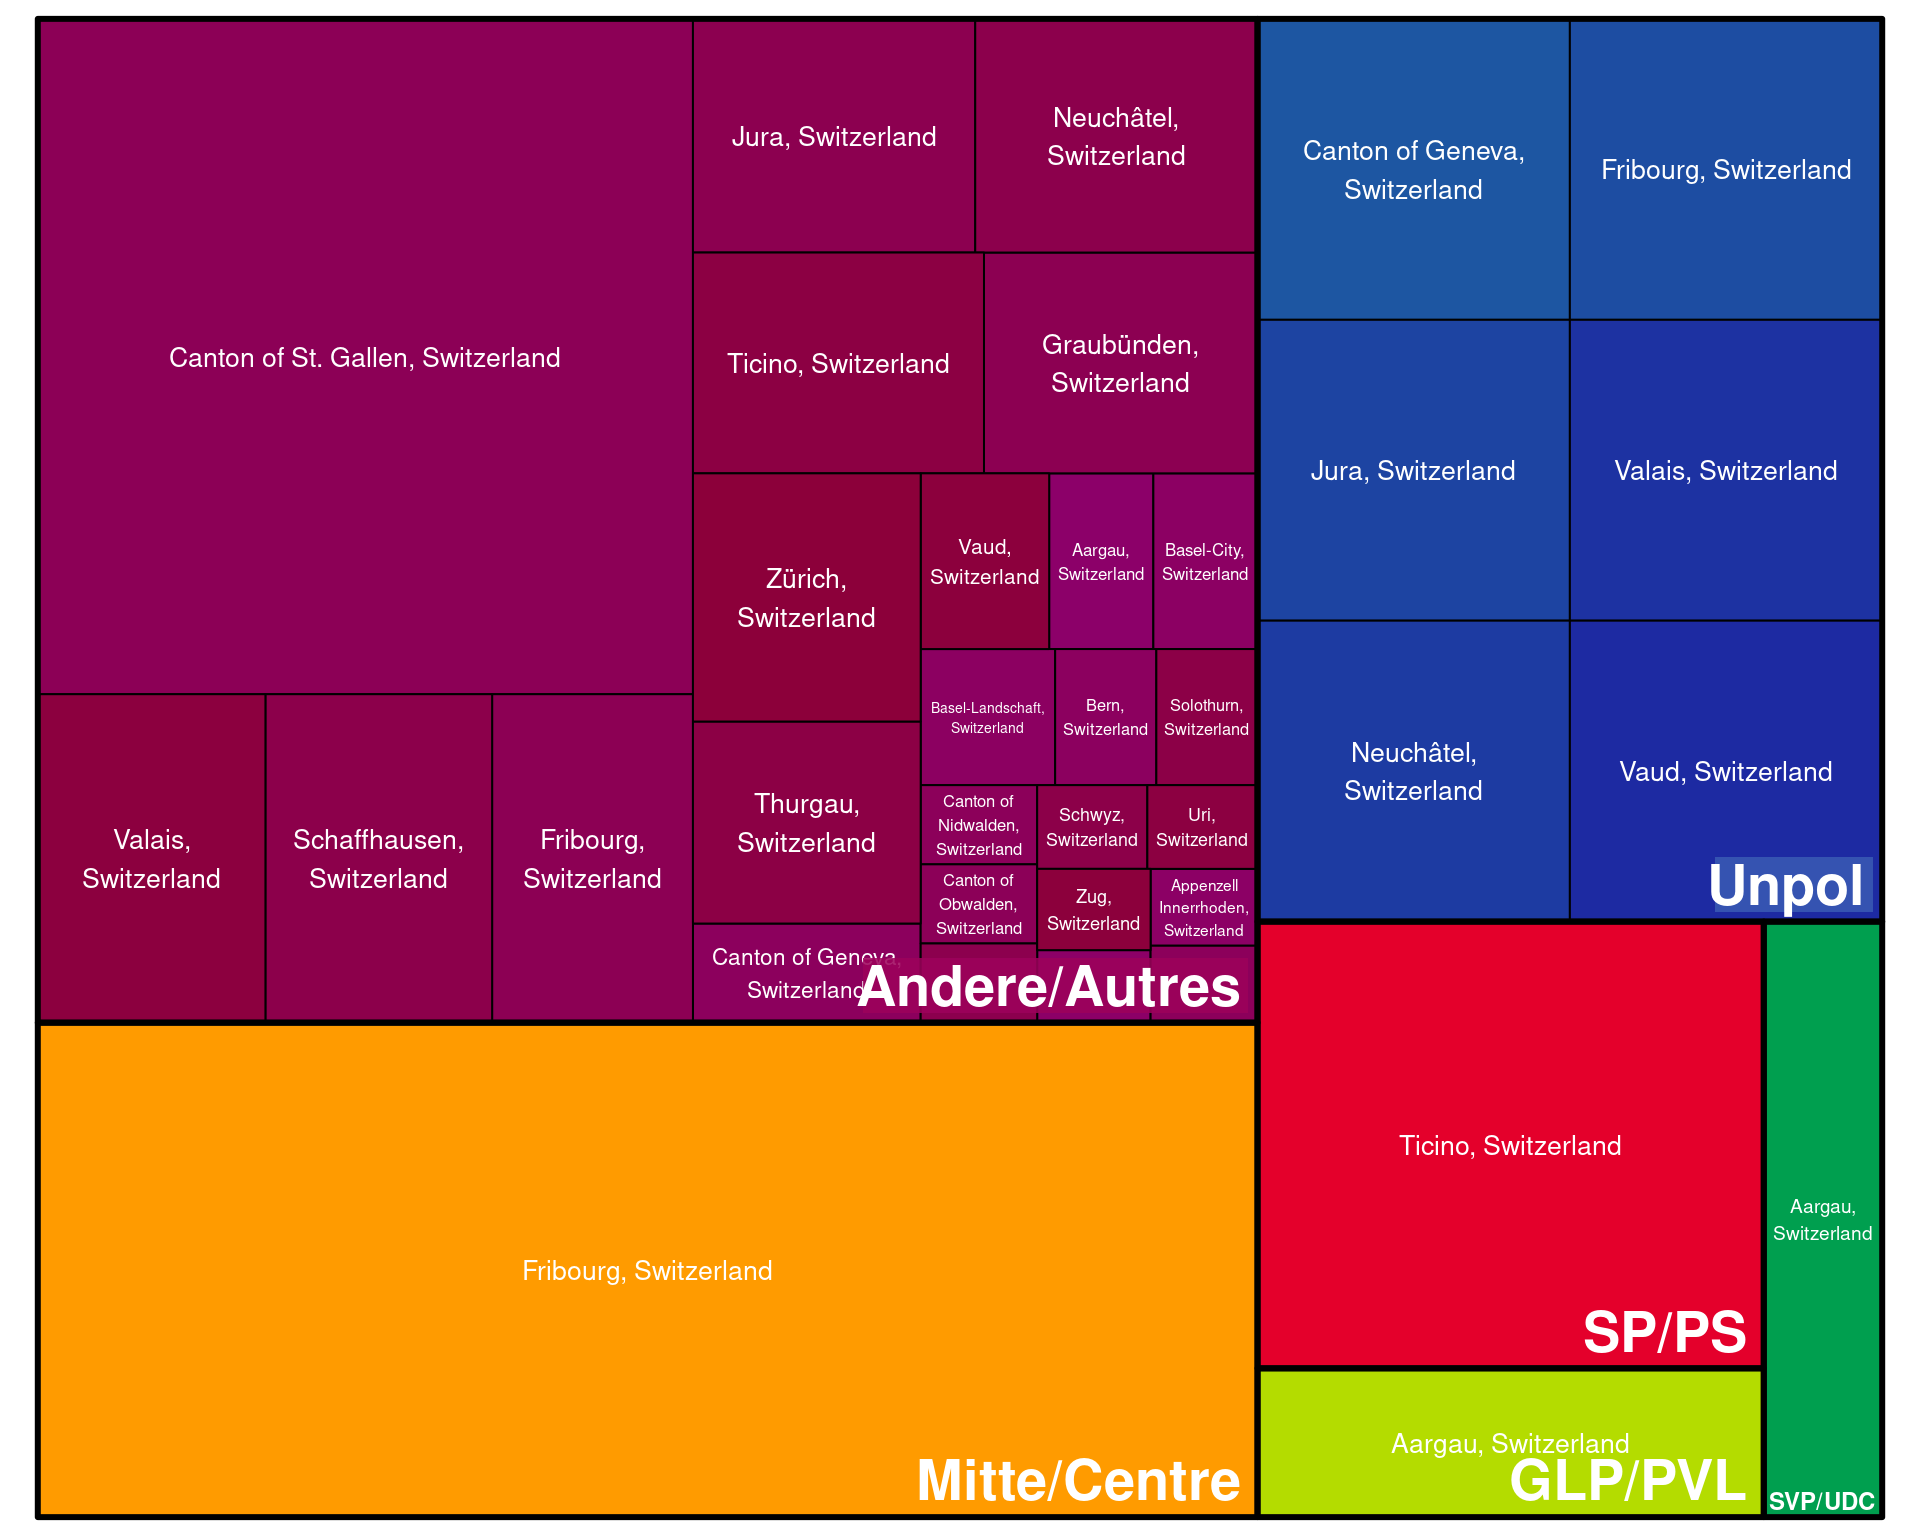 Canton of St. Gallen, Switzerland
Jura, Switzerland
Neuchâtel,
Switzerland
Ticino, Switzerland
Graubünden,
Switzerland
Zürich,
Switzerland
Vaud,
Switzerland
Aargau,
Switzerland
Basel-City,
Switzerland
Basel-Landschaft,
Switzerland
Bern,
Switzerland
Solothurn,
Switzerland
Valais,
Switzerland
Schaffhausen,
Switzerland
Fribourg,
Switzerland
Thurgau,
Switzerland
Canton of
Nidwalden,
Switzerland
Schwyz,
Switzerland
Uri,
Switzerland
Canton of
Obwalden,
Switzerland
Zug,
Switzerland
Appenzell
Innerrhoden,
Switzerland
Canton of Geneva,
Switzerland
Andere/Autres
Canton of Geneva,
Switzerland
Fribourg, Switzerland
Jura, Switzerland
Valais, Switzerland
Neuchâtel,
Switzerland
Vaud, Switzerland
Unpol
Fribourg, Switzerland
Mitte/Centre
Ticino, Switzerland
SP/PS
Aargau, Switzerland
GLP/PVL
Aargau,
Switzerland
SVP/UDC